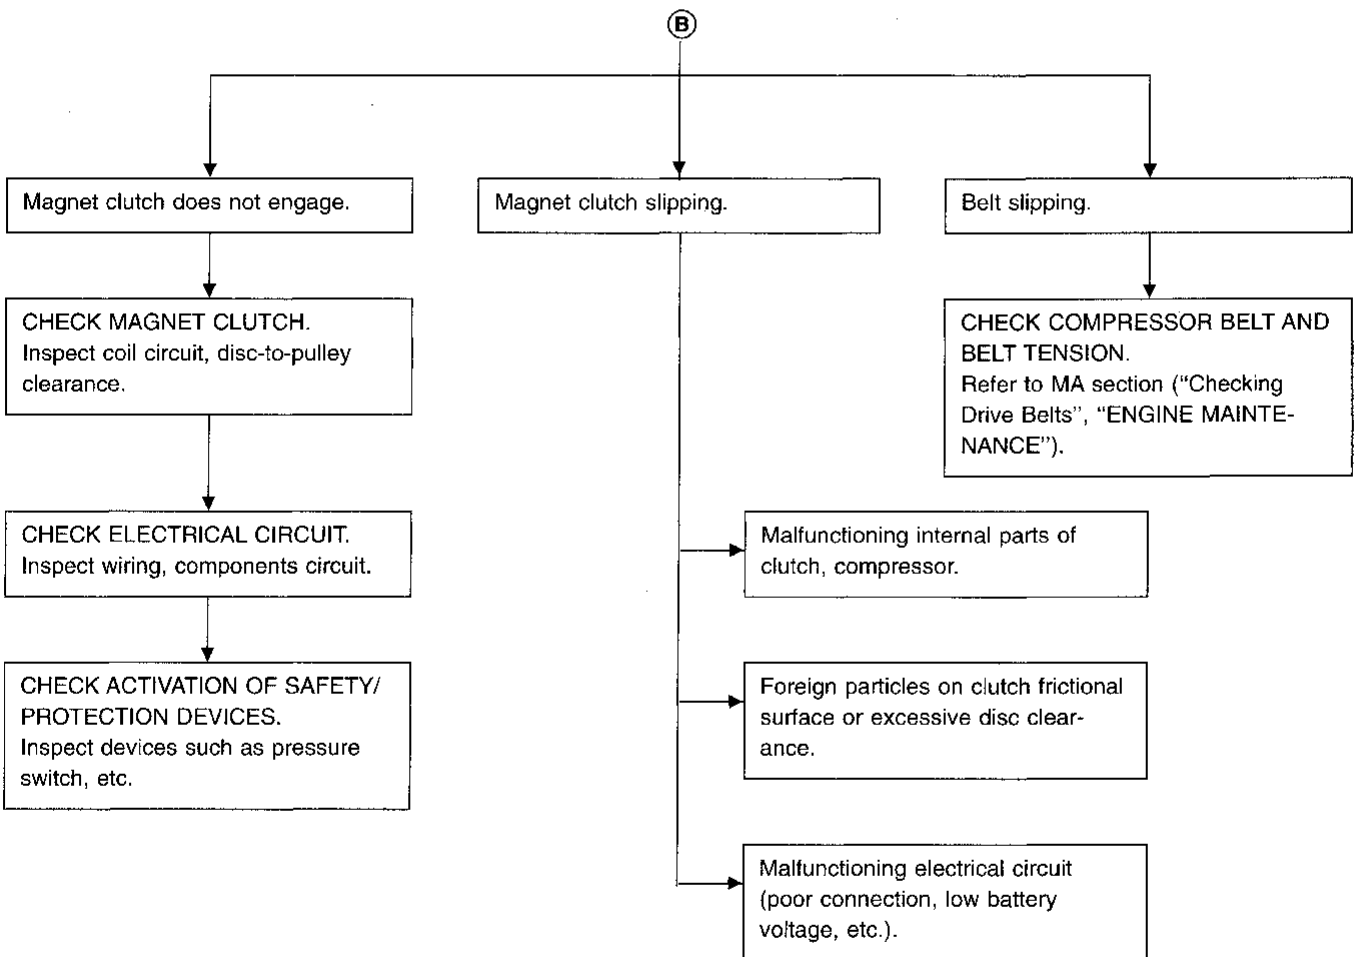 B
Magnet clutch does not engage.
CHECK MAGNET CLUTCH.
Inspect coil circuit, disc-to-pulley
clearance.
CHECK ELECTRICAL CIRCUIT.
Inspect wiring, components circuit.
CHECK ACTIVATION OF SAFETY/
PROTECTION DEVICES.
Inspect devices such as pressure
switch, etc.
Magnet clutch slipping.
Malfunctioning internal parts of
clutch, compressor.
Foreign particles on clutch frictional
surface or excessive disc clear-
ance.
Malfunctioning electrical circuit
(poor connection, low battery
voltage, etc.).
Belt slipping.
CHECK COMPRESSOR BELT AND
BELT TENSION.
Refer to MA section (“Checking
Drive Belts”, “ENGINE MAINTE-
NANCE”).